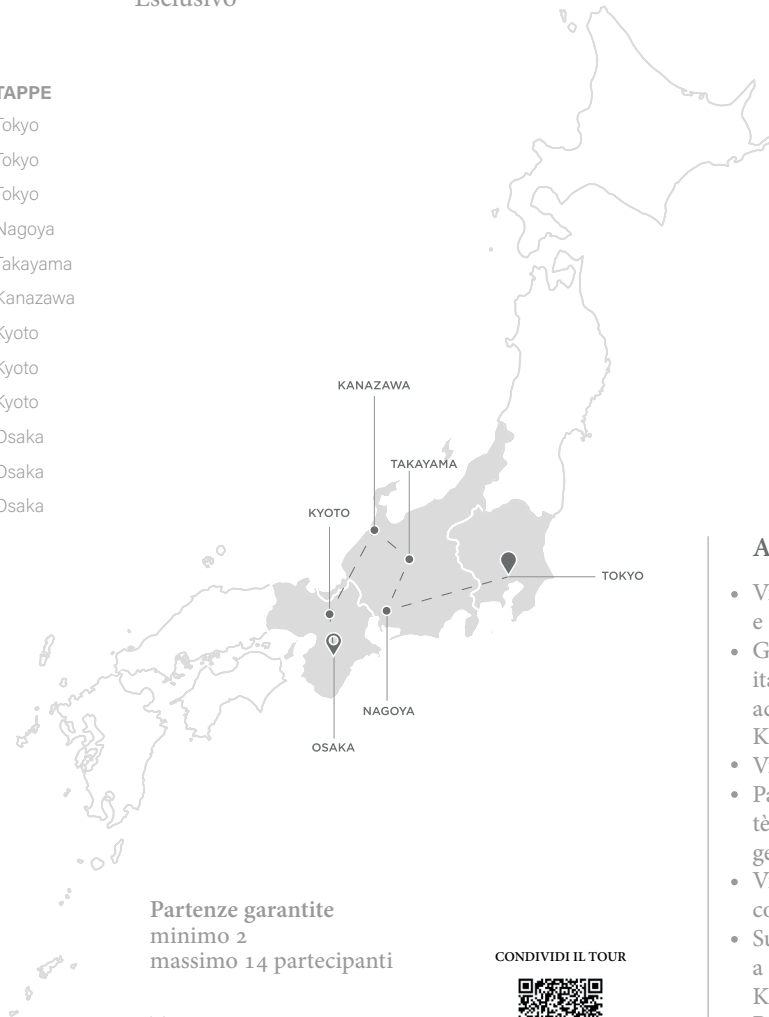 Esclusivo
TAPPE
Tokyo
Tokyo
Tokyo
Nagoya
Takayama
Kanazawa
Kyoto
Kyoto
Kyoto
Osaka
Osaka
Osaka
KANAZAWA
TAKAYAMA
KYOTO
TOKYO
NAGOYA
OSAKA
Partenze garantite
minimo 2
massimo 14 partecipanti
CONDIVIDI IL TOUR
A
e
K
a
K